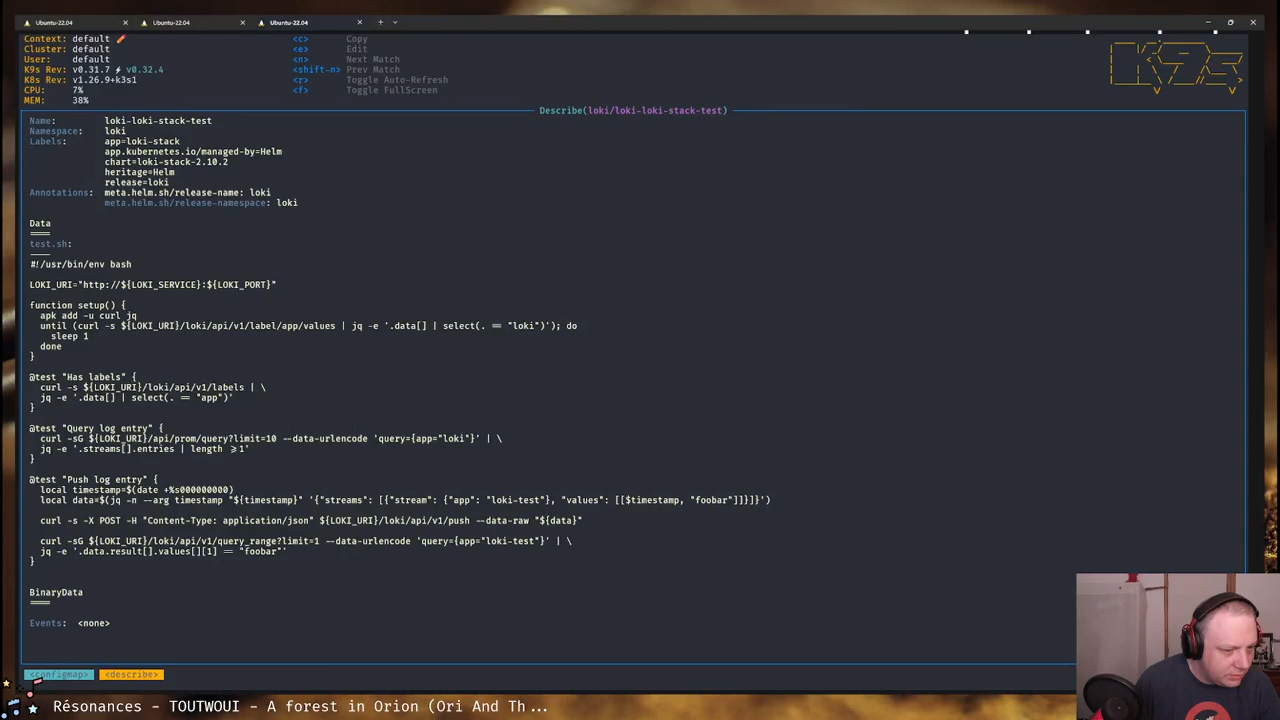 Ubuntu-22.04
Ubuntu-22.04
Ubuntu-22.04
Context: default
Cluster: default
User: default
K9s Rev: v0.31.7 ⚡ v0.32.4
K8s Rev: v1.26.9+k3s1
CPU: 7%
MEM: 38%
<c> Copy
<e> Edit
<n> Next Match
<shift-n> Prev Match
<r> Toggle Auto-Refresh
<f> Toggle FullScreen
Describe(loki/loki-loki-stack-test)
Name: loki-loki-stack-test
Namespace: loki
Labels: app=loki-stack
app.kubernetes.io/managed-by=Helm
chart=loki-stack-2.10.2
heritage=Helm
release=loki
Annotations: meta.helm.sh/release-name: loki
meta.helm.sh/release-namespace: loki
Data
====
test.sh:
----
#!/usr/bin/env bash
LOKI_URI="http://${LOKI_SERVICE}:${LOKI_PORT}"
function setup() {
apk add -u curl jq
until (curl -s ${LOKI_URI}/loki/api/v1/label/app/values | jq -e '.data[] | select(. == "loki")'); do
sleep 1
done
}
@test "Has labels" {
curl -s ${LOKI_URI}/loki/api/v1/labels | \
jq -e '.data[] | select(. == "app")'
}
@test "Query log entry" {
curl -sG ${LOKI_URI}/api/prom/query?limit=10 --data-urlencode 'query={app="loki"}' | \
jq -e '.streams[].entries | length >= 1'
}
@test "Push log entry" {
local timestamp=$(date +%s000000000)
local data=$(jq -n --arg timestamp "${timestamp}" '{"streams": [{"stream": {"app": "loki-test"}, "values": [[$timestamp, "foobar"]]}]}')
curl -s -X POST -H "Content-Type: application/json" ${LOKI_URI}/loki/api/v1/push --data-raw "${data}"
curl -sG ${LOKI_URI}/loki/api/v1/query_range?limit=1 --data-urlencode 'query={app="loki-test"}' | \
jq -e '.data.result[].values[][1] == "foobar"'
}
BinaryData
====
Events: <none>
<configmap> <describe>
Résonances - TOUTWOUI - A forest in Orion (Ori And Th...